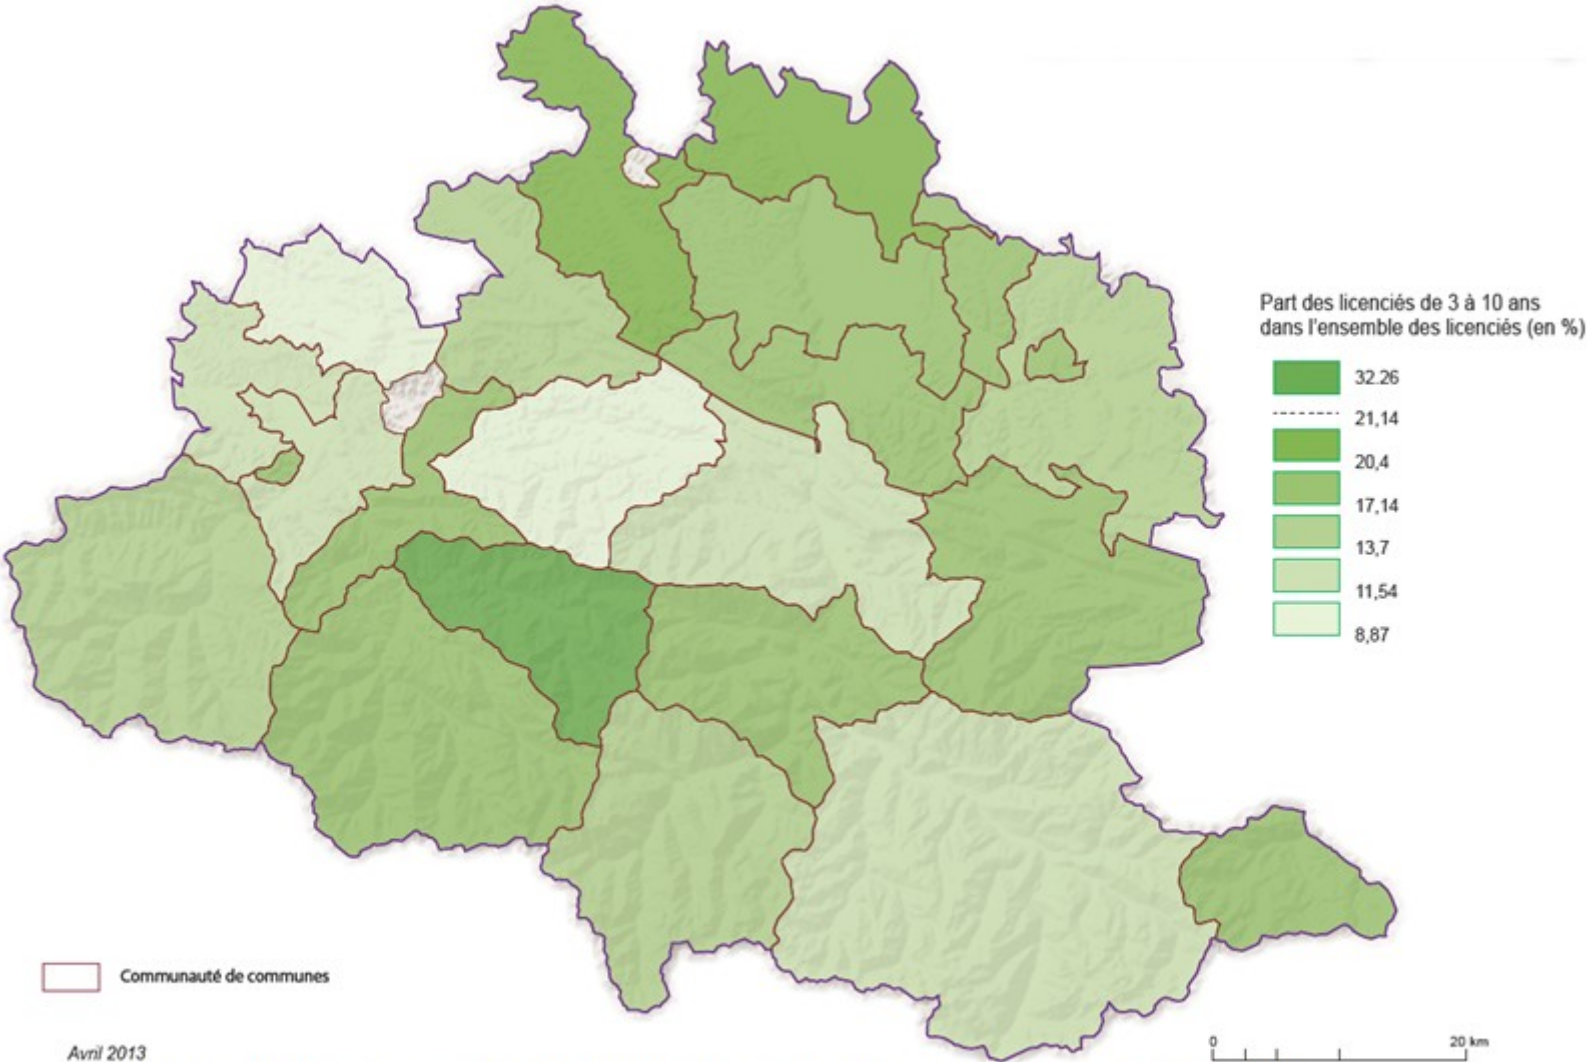 Part des licenciés de 3 à 10 ans
dans l'ensemble des licenciés (en %)
32.26
21,14
20,4
17,14
13,7
11,54
8,87
Communauté de communes
Avril 2013
0 20 km